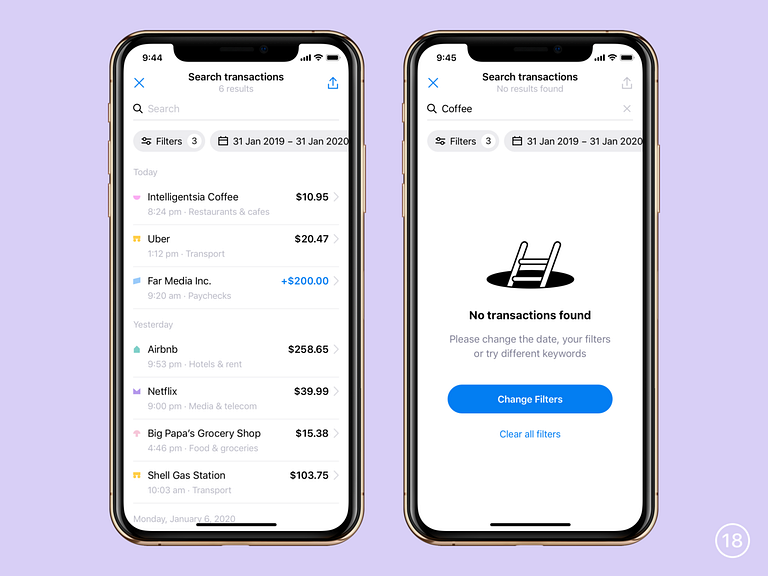 9:44
Search transactions
6 results
Search
Filters 3
31 Jan 2019 – 31 Jan 2020
Today
Intelligentsia Coffee $10.95
8:24 pm · Restaurants & cafes
Uber $20.47
1:12 pm · Transport
Far Media Inc. +$200.00
9:20 am · Paychecks
Yesterday
Airbnb $258.65
9:53 pm · Hotels & rent
Netflix $39.99
9:00 pm · Media & telecom
Big Papa's Grocery Shop $15.38
4:46 pm · Food & groceries
Shell Gas Station $103.75
10:03 am · Transport
Monday, January 6, 2020
9:45
Search transactions
No results found
Coffee
Filters 3
31 Jan 2019 – 31 Jan 2020
No transactions found
Please change the date, your filters
or try different keywords
Change Filters
Clear all filters
18